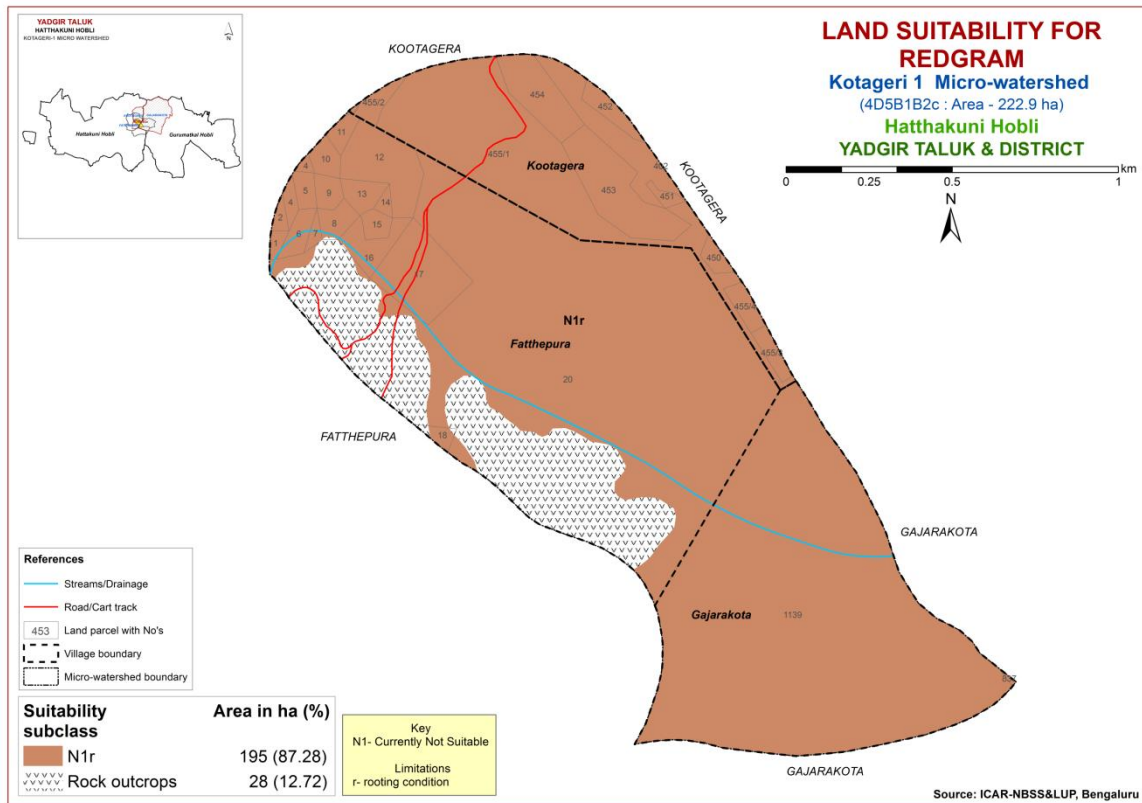 YADGIR TALUK
HATTHAKUNI HOBLI
KOTAGERI-1 MICRO WATERSHED
N
Hattakuni Hobli
Gurumatkal Hobli
LAND SUITABILITY FOR
REDGRAM
Kotageri 1 Micro-watershed
(4D5B1B2c : Area - 222.9 ha)
Hatthakuni Hobli
YADGIR TALUK & DISTRICT
km
0 0.25 0.5 1
N
KOOTAGERA
455/2
454
452
11
10
12
455/1
Kootagera
KOOTAGERA
453
451
4
5
9
13
14
4
2
15
8
6
7
1
16
17
450
455/4
N1r
Fatthepura
20
FATTHEPURA
18
GAJARAKOTA
Gajarakota
1139
GAJARAKOTA
References
Streams/Drainage
Road/Cart track
453 Land parcel with No's
Village boundary
Micro-watershed boundary
Suitability subclass Area in ha (%)
N1r 195 (87.28)
Rock outcrops 28 (12.72)
Key
N1- Currently Not Suitable
Limitations
r- rooting condition
Source: ICAR-NBSS&LUP, Bengaluru